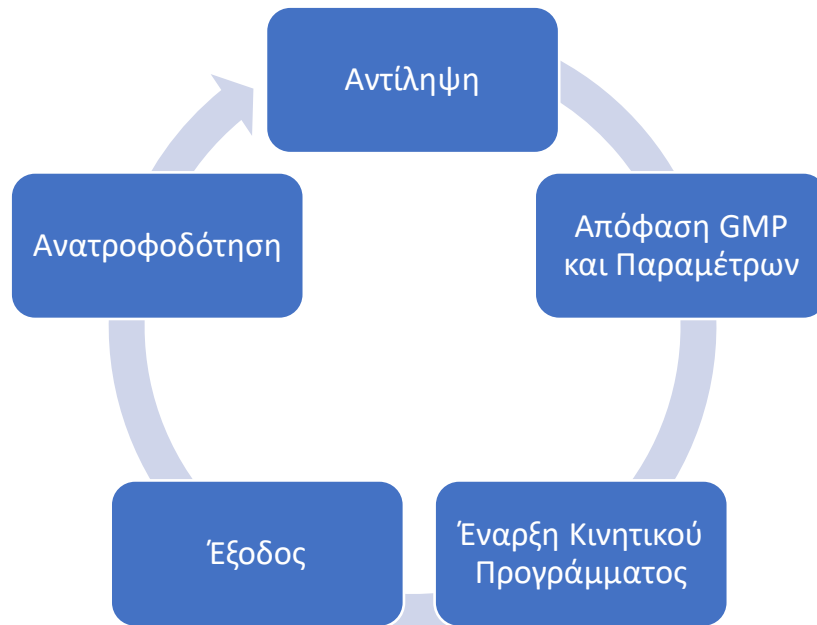 Αντίληψη
Απόφαση GMP
και Παραμέτρων
Έναρξη Κινητικού
Προγράμματος
Έξοδος
Ανατροφοδότηση